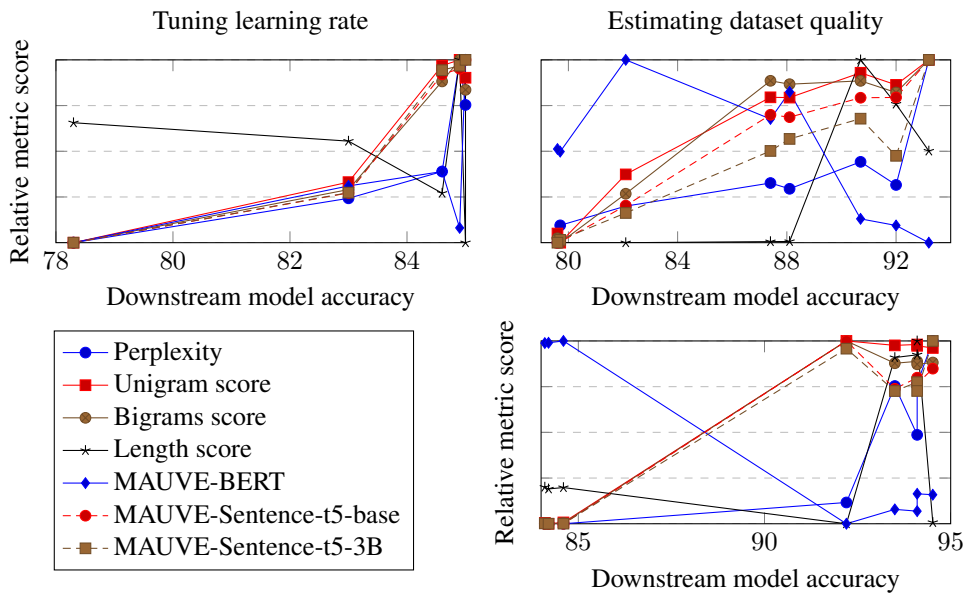 Tuning learning rate
Relative metric score
78 80 82 84
Downstream model accuracy
Estimating dataset quality
80 84 88 92
Downstream model accuracy
Perplexity
Unigram score
Bigrams score
Length score
MAUVE-BERT
MAUVE-Sentence-t5-base
MAUVE-Sentence-t5-3B
Relative metric score
85 90 95
Downstream model accuracy